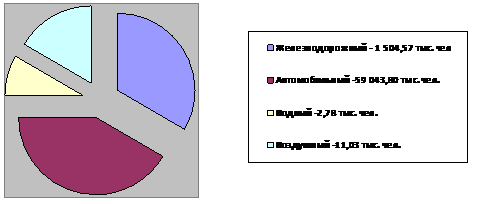 Железнодорожный - 1 504,57 тыс. чел
Автомобильный -59 043,80 тыс. чел.
Водный -2,78 тыс. чел.
Воздушный -11,03 тыс. чел.